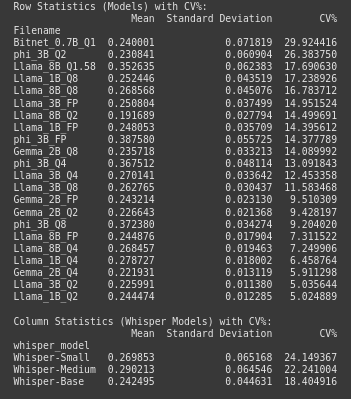 Row Statistics (Models) with CV%:
Mean Standard Deviation CV%
Filename
Bitnet_0.7B_Q1 0.240001 0.071819 29.924416
phi_3B_Q2 0.230841 0.060904 26.383750
Llama_8B_Q1.58 0.352635 0.062383 17.690630
Llama_1B_Q8 0.252446 0.043519 17.238926
Llama_8B_Q8 0.268568 0.045076 16.783712
Llama_3B_FP 0.250804 0.037499 14.951524
Llama_8B_Q2 0.191689 0.027794 14.499691
Llama_1B_FP 0.248053 0.035709 14.395612
phi_3B_FP 0.387580 0.055725 14.377789
Gemma_2B_Q8 0.235718 0.033213 14.089992
phi_3B_Q4 0.367512 0.048114 13.091843
Llama_3B_Q4 0.270141 0.033642 12.453358
Llama_3B_Q8 0.262765 0.030437 11.583468
Gemma_2B_FP 0.243214 0.023130 9.510309
Gemma_2B_Q2 0.226643 0.021368 9.428197
phi_3B_Q8 0.372380 0.034274 9.204020
Llama_8B_FP 0.244876 0.017904 7.311522
Llama_8B_Q4 0.268457 0.019463 7.249906
Llama_1B_Q4 0.278727 0.018002 6.458764
Gemma_2B_Q4 0.221931 0.013119 5.911298
Llama_3B_Q2 0.225991 0.011380 5.035644
Llama_1B_Q2 0.244474 0.012285 5.024889
Column Statistics (Whisper Models) with CV%:
Mean Standard Deviation CV%
whisper_model
Whisper-Small 0.269853 0.065168 24.149367
Whisper-Medium 0.290213 0.064546 22.241004
Whisper-Base 0.242495 0.044631 18.404916